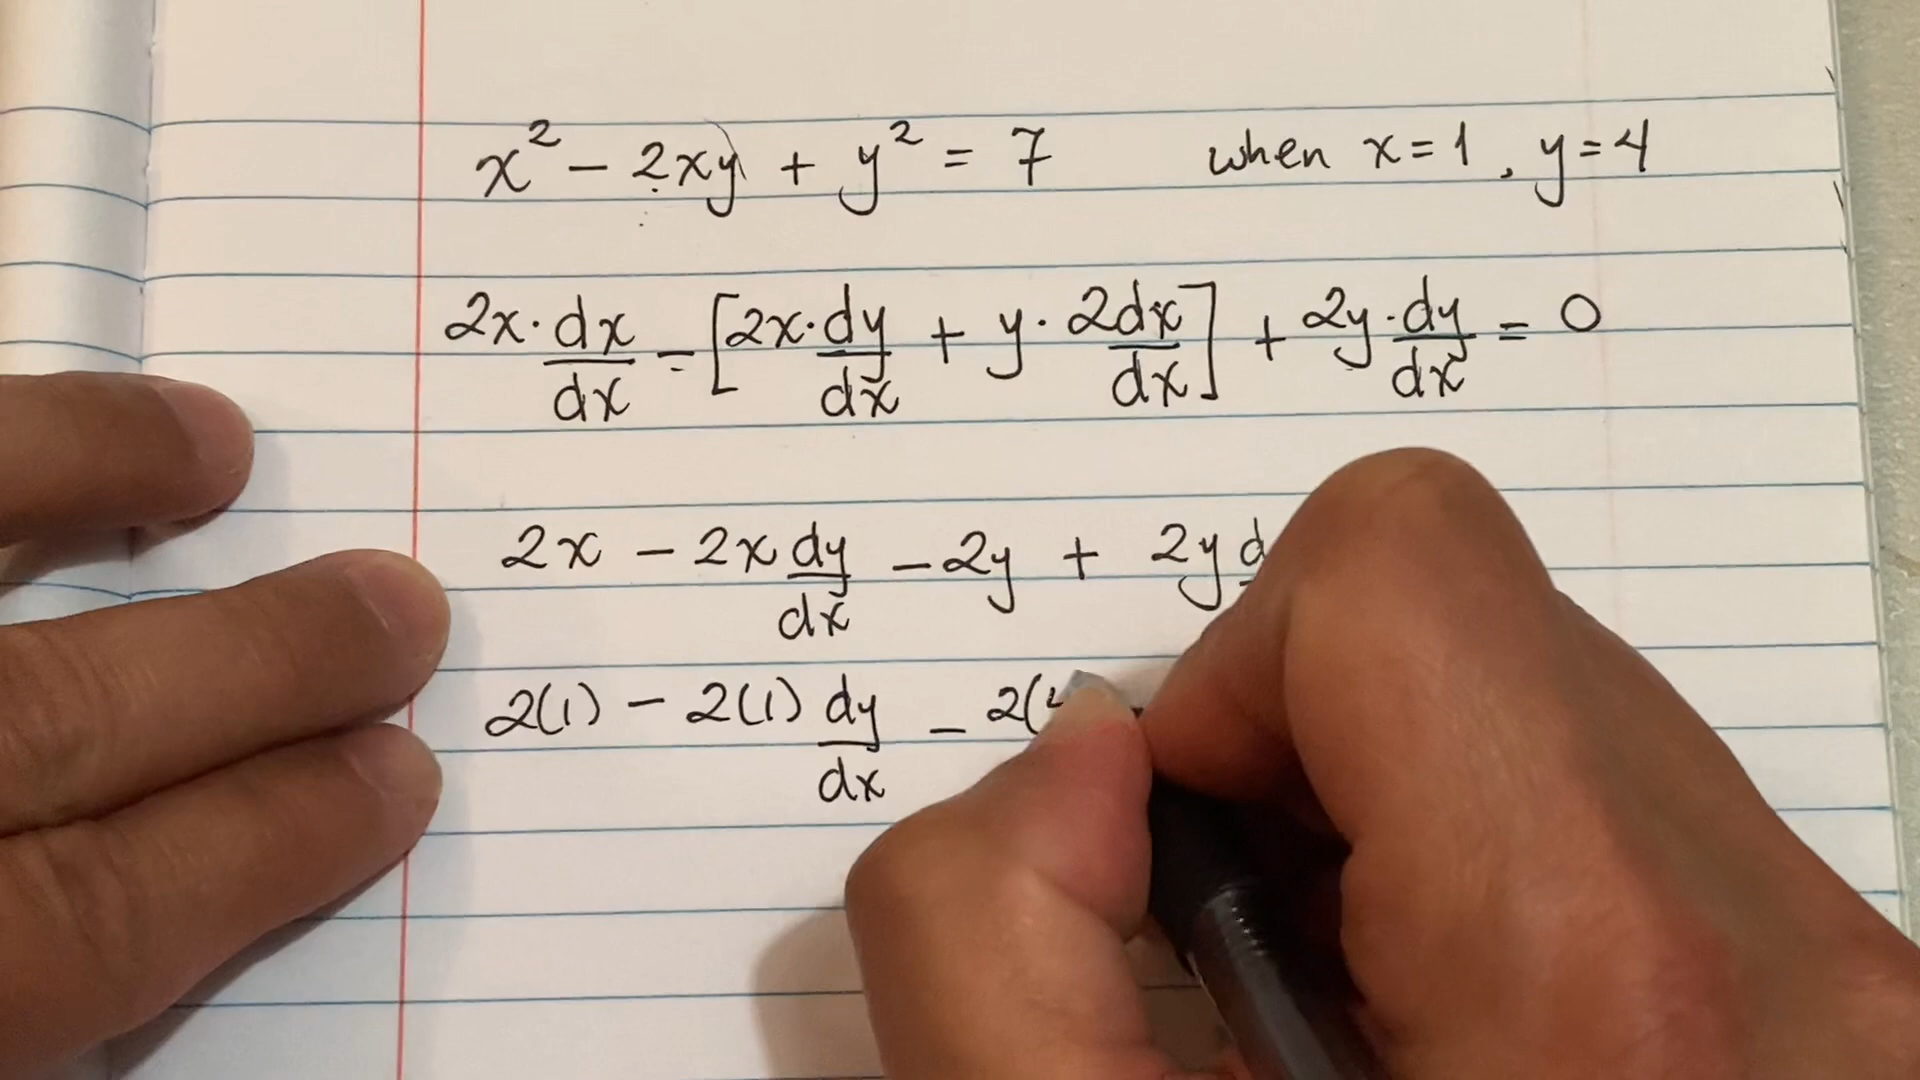 x² - 2xy + y² = 7 when x=1, y=4
2x · dx/dx - [2x · dy/dx + y · 2dx/dx] + 2y · dy/dx = 0
2x - 2x dy/dx - 2y + 2y d
2(1) - 2(1) dy/dx - 2(